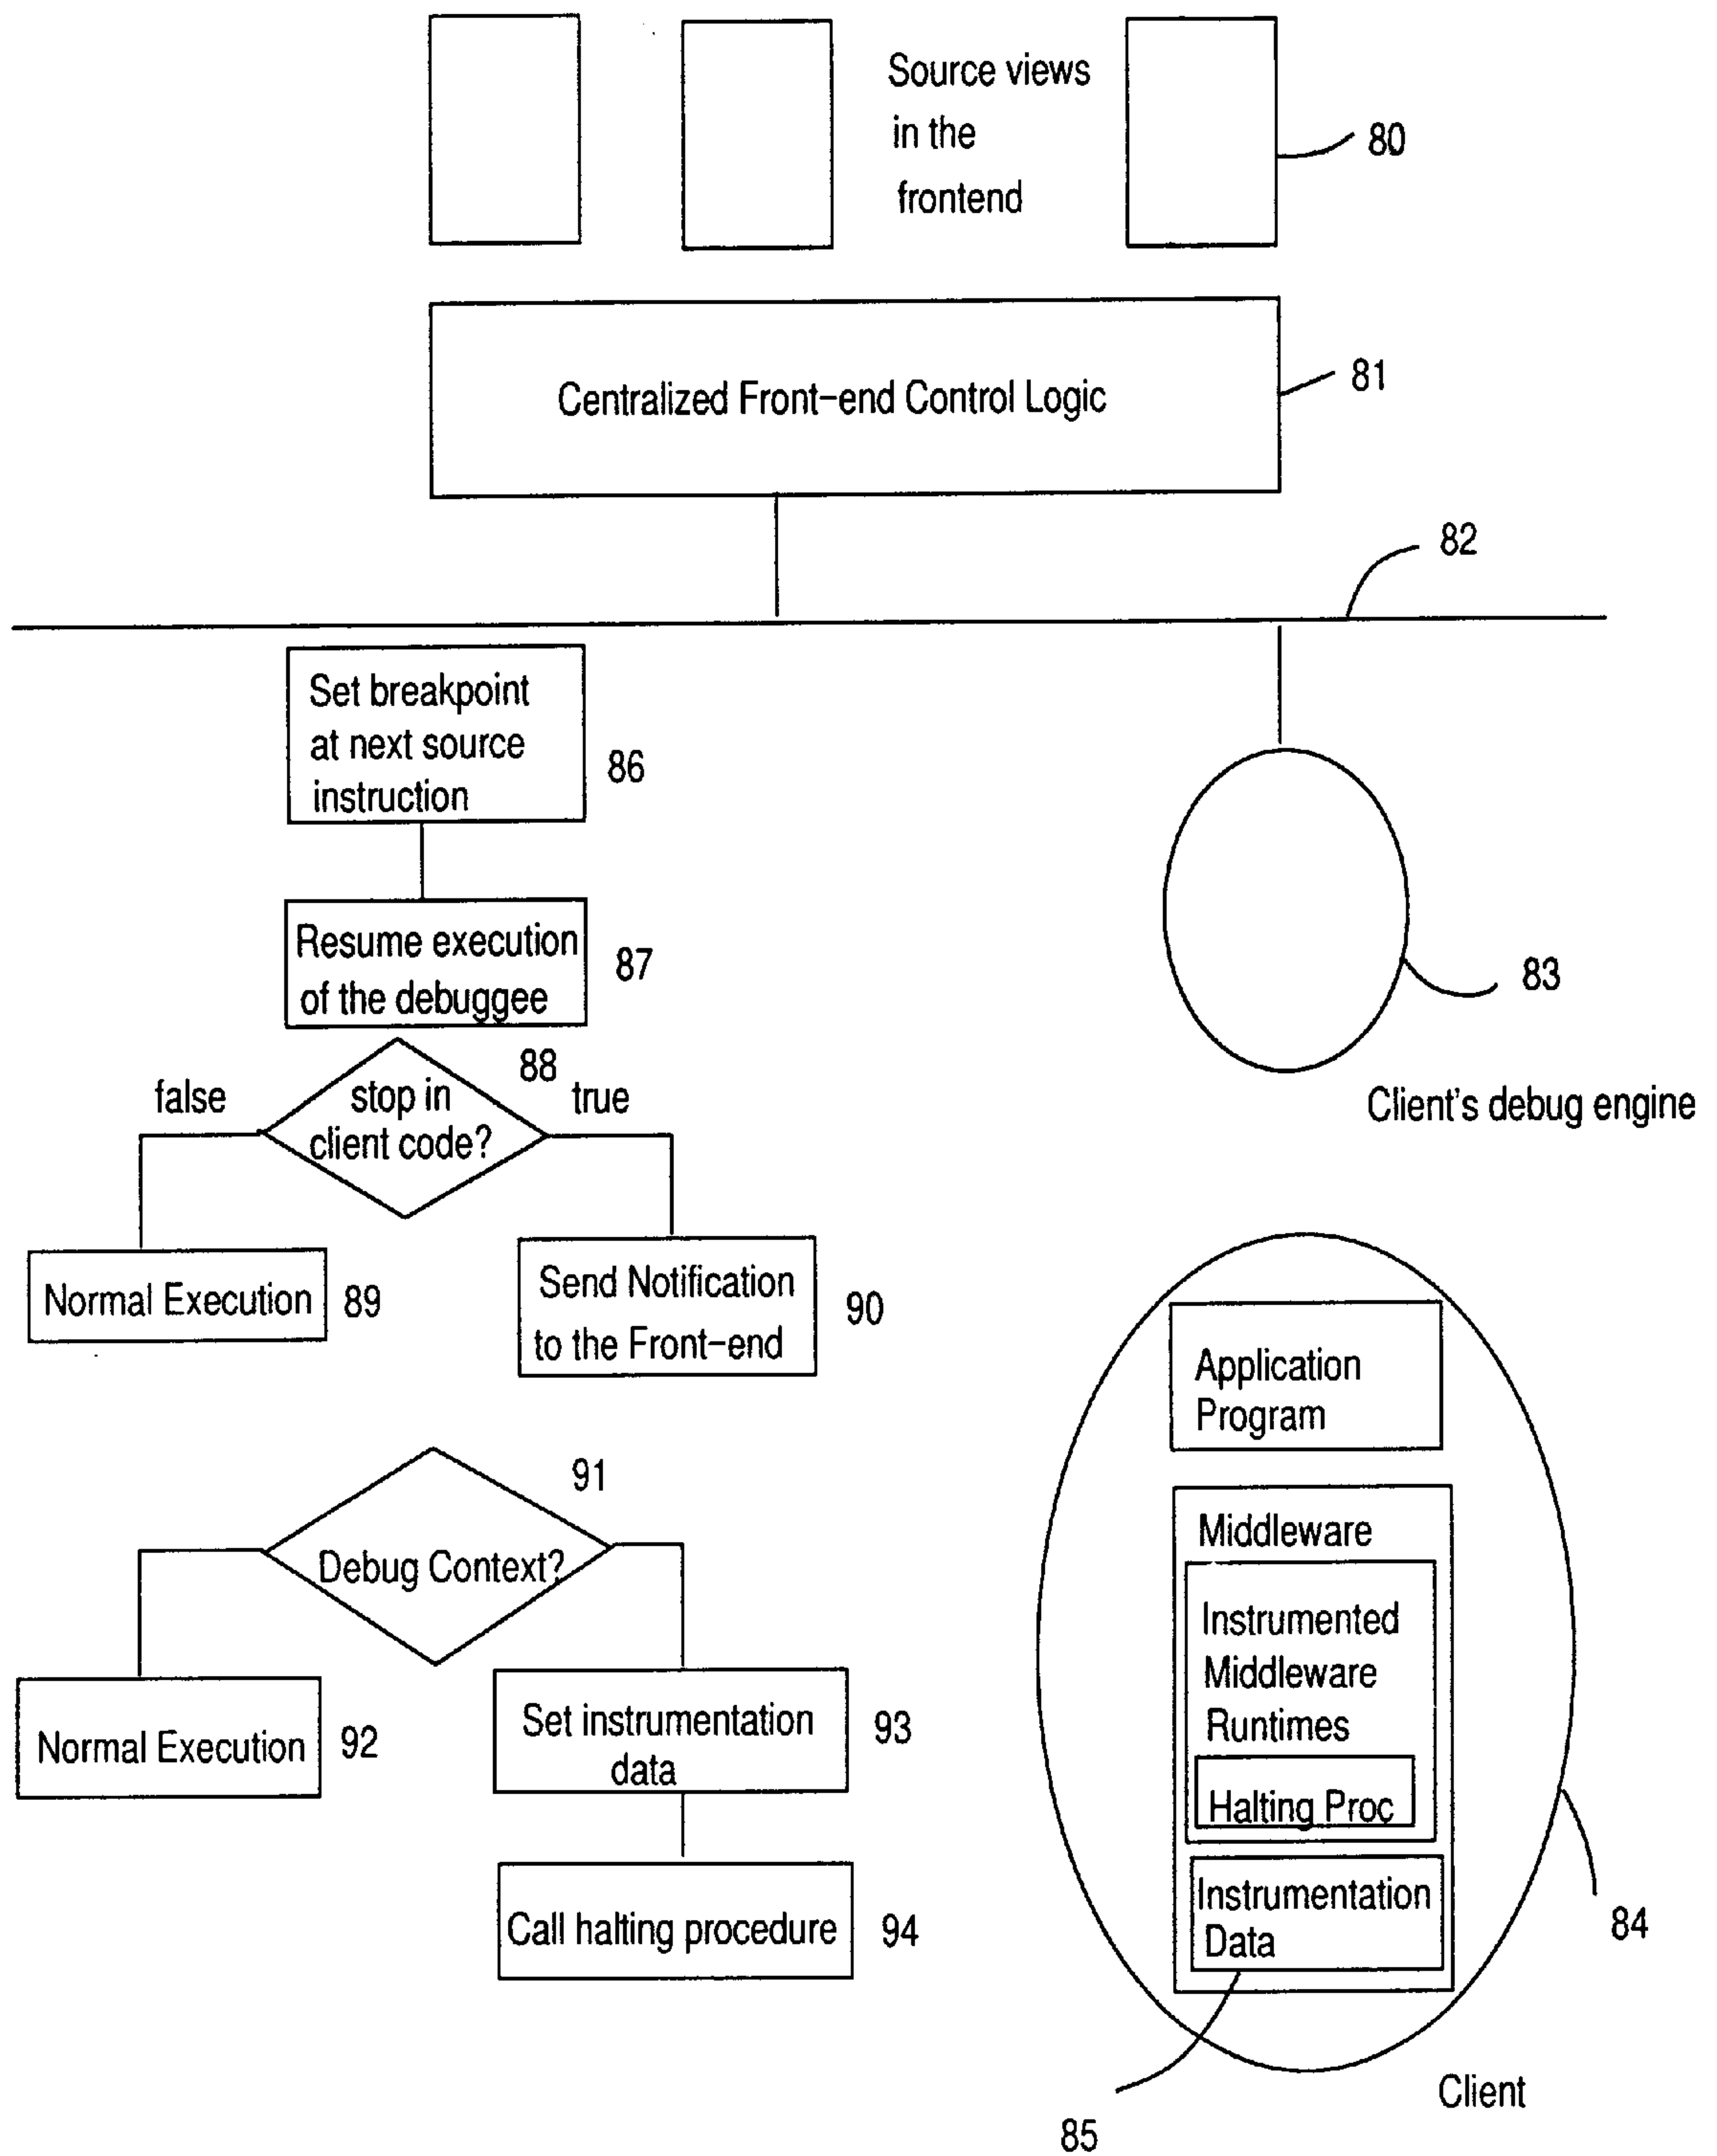 Source views
in the
frontend
80
Centralized Front-end Control Logic
81
82
Set breakpoint
at next source
instruction
86
Resume execution
of the debuggee
87
83
Client's debug engine
88
false
stop in
client code?
true
Normal Execution
89
Send Notification
to the Front-end
90
Application
Program
91
Debug Context?
Middleware
Instrumented
Middleware
Runtimes
Halting Proc
Normal Execution
92
Set instrumentation
data
93
Call halting procedure
94
Instrumentation
Data
84
Client
85